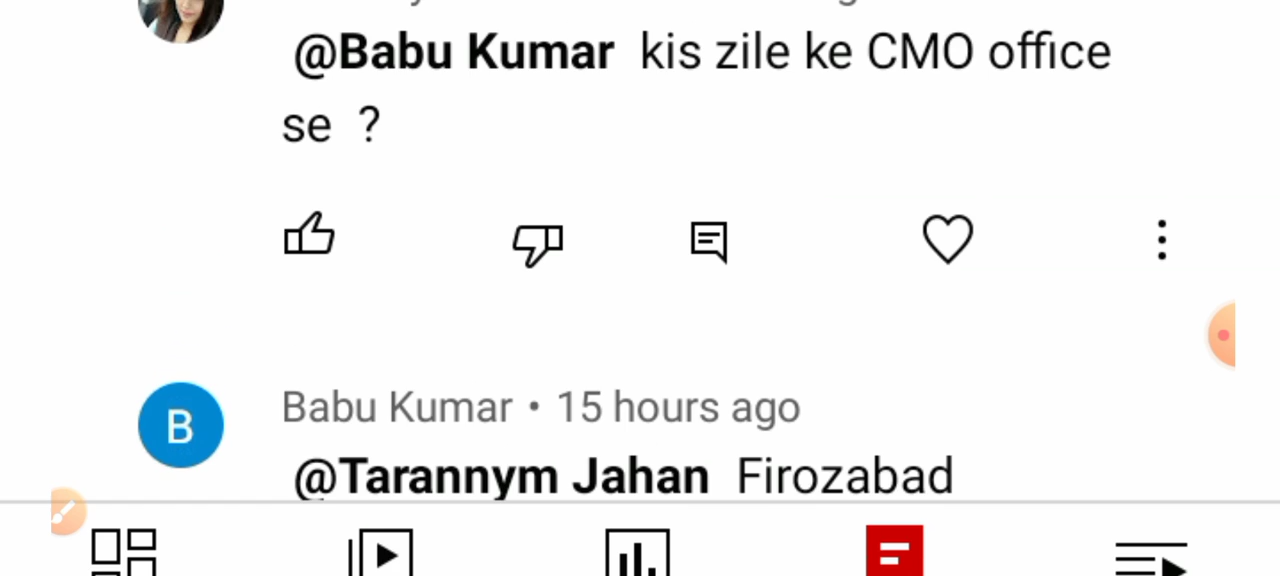 @Babu Kumar kis zile ke CMO office
se ?
B
Babu Kumar • 15 hours ago
@Tarannym Jahan Firozabad